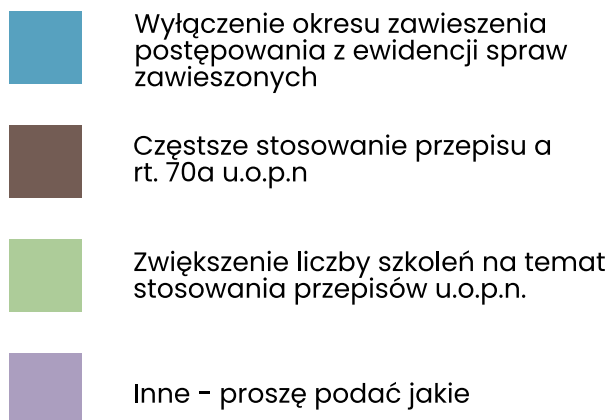 Wyłączenie okresu zawieszenia
postępowania z ewidencji spraw
zawieszonych
Częstsze stosowanie przepisu a
rt. 70a u.o.p.n
Zwiększenie liczby szkoleń na temat
stosowania przepisów u.o.p.n.
Inne - proszę podać jakie